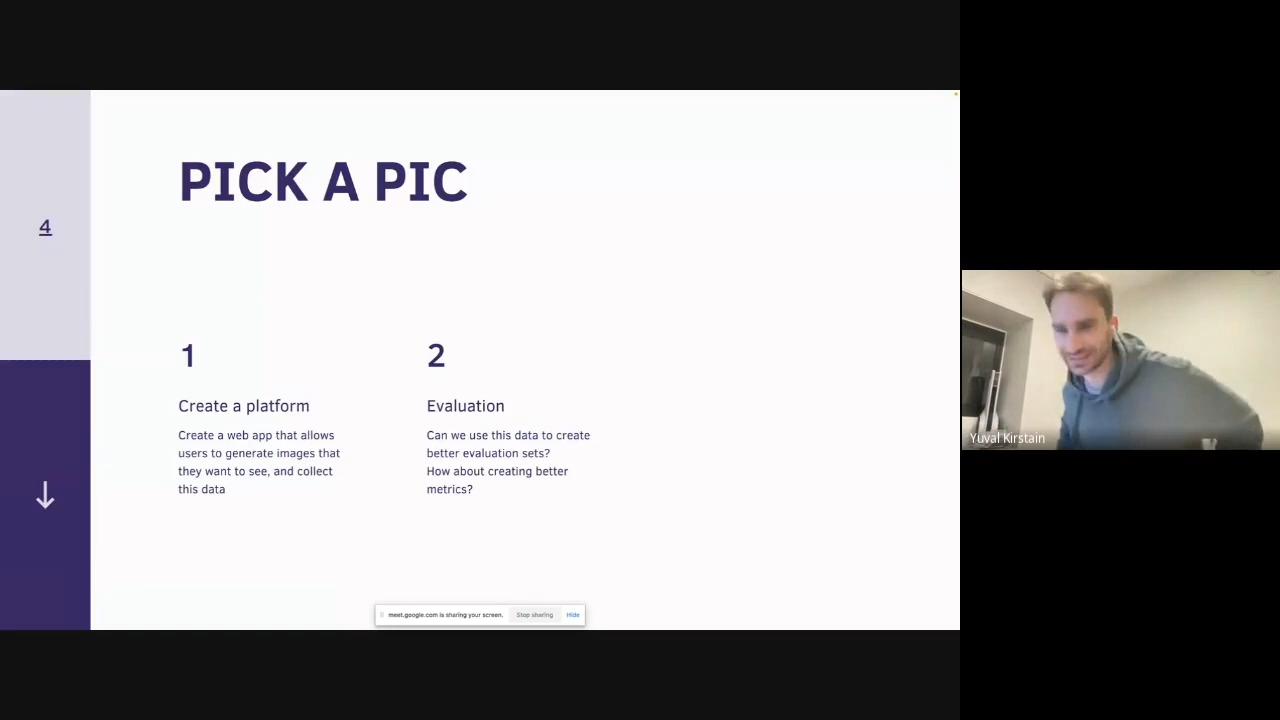 PICK A PIC
4
1
Create a platform
Create a web app that allows
users to generate images that
they want to see, and collect
this data
2
Evaluation
Can we use this data to create
better evaluation sets?
How about creating better
metrics?
Yuval Kirstain
meet.google.com is sharing your screen. Stop sharing Hide